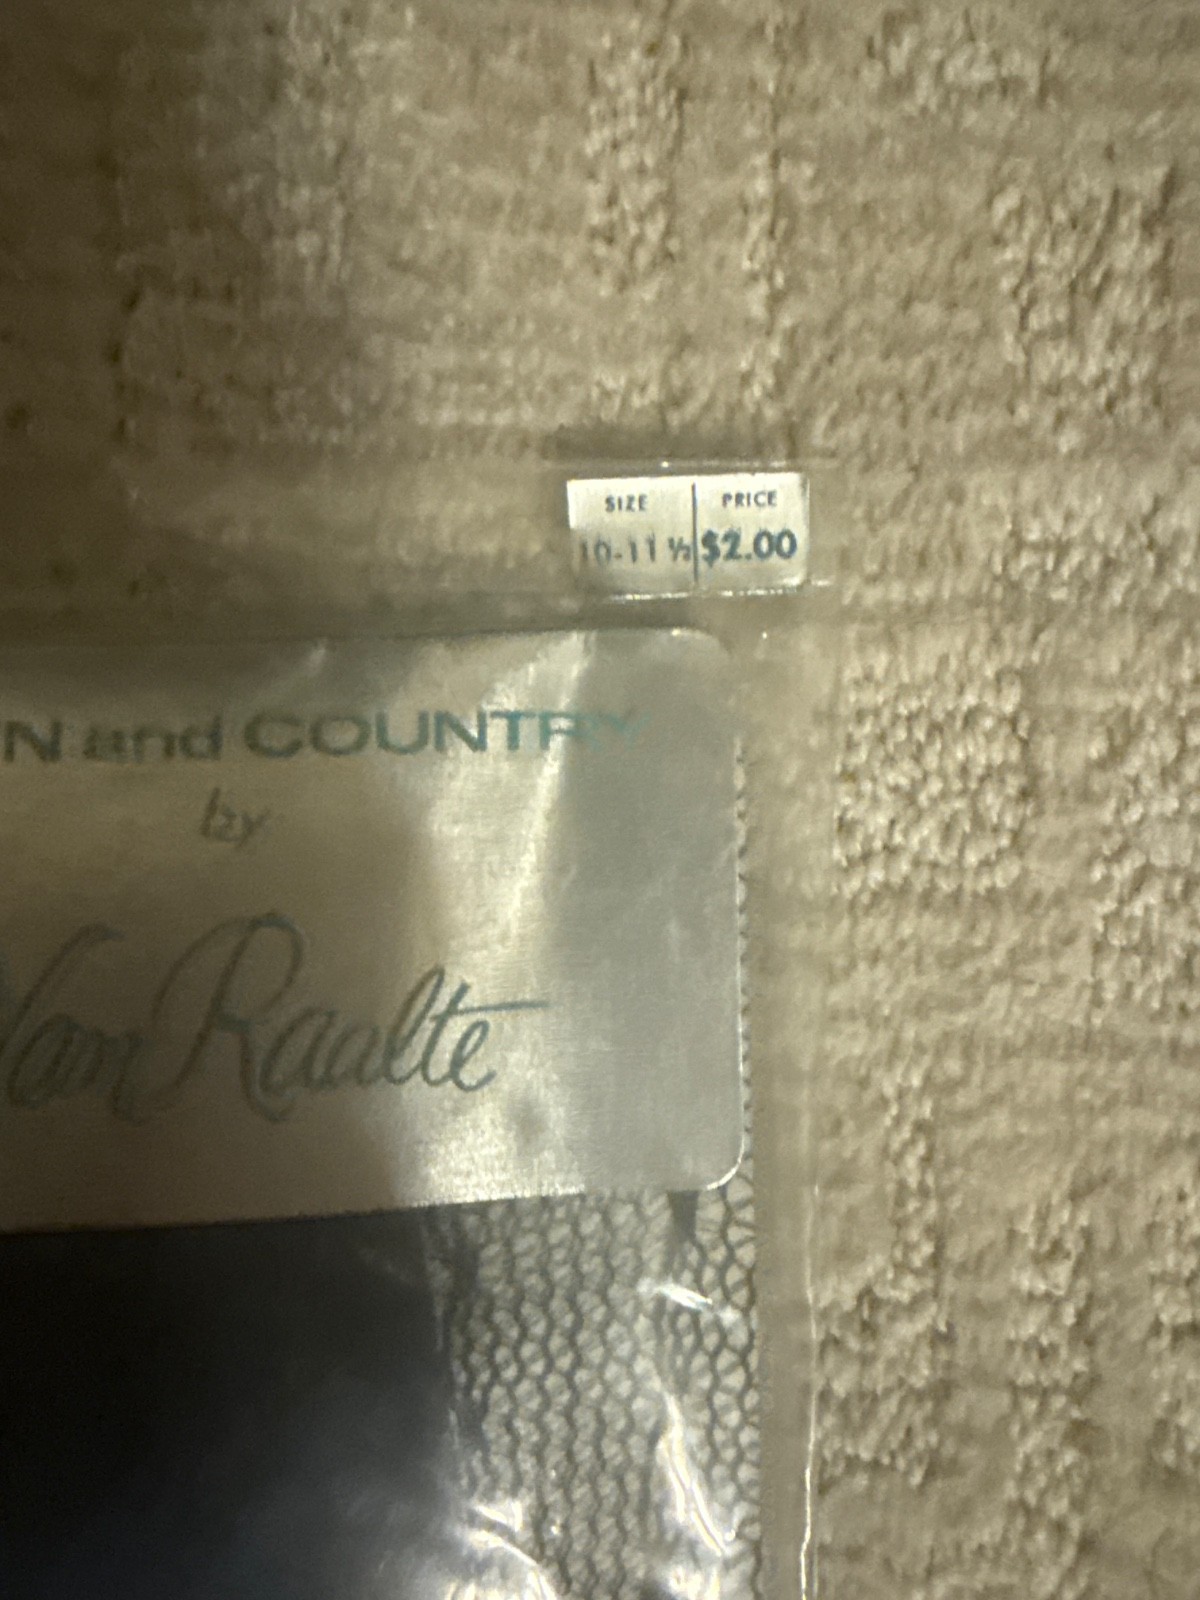 SIZE PRICE
10-11 ½ $2.00
N and COUNTRY
by
Van Raalte